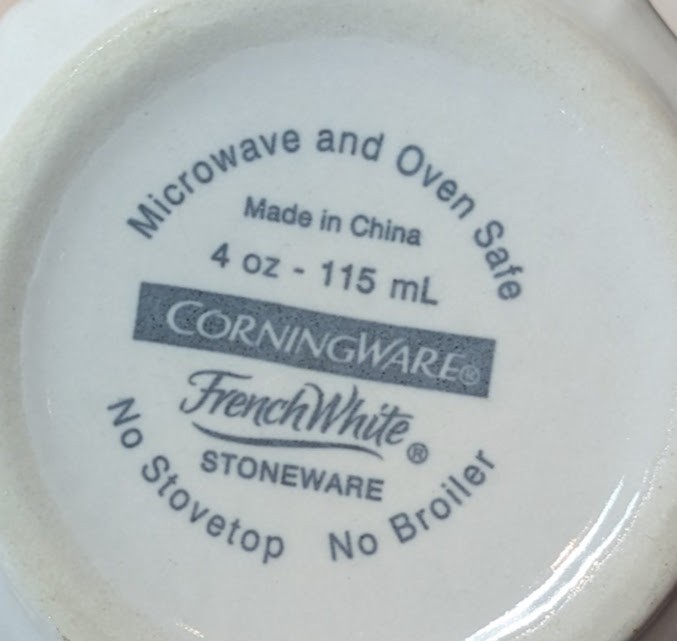 Microwave and Oven Safe
Made in China
4 oz - 115 mL
CORNINGWARE®
FrenchWhite®
STONEWARE
No Stovetop No Broiler